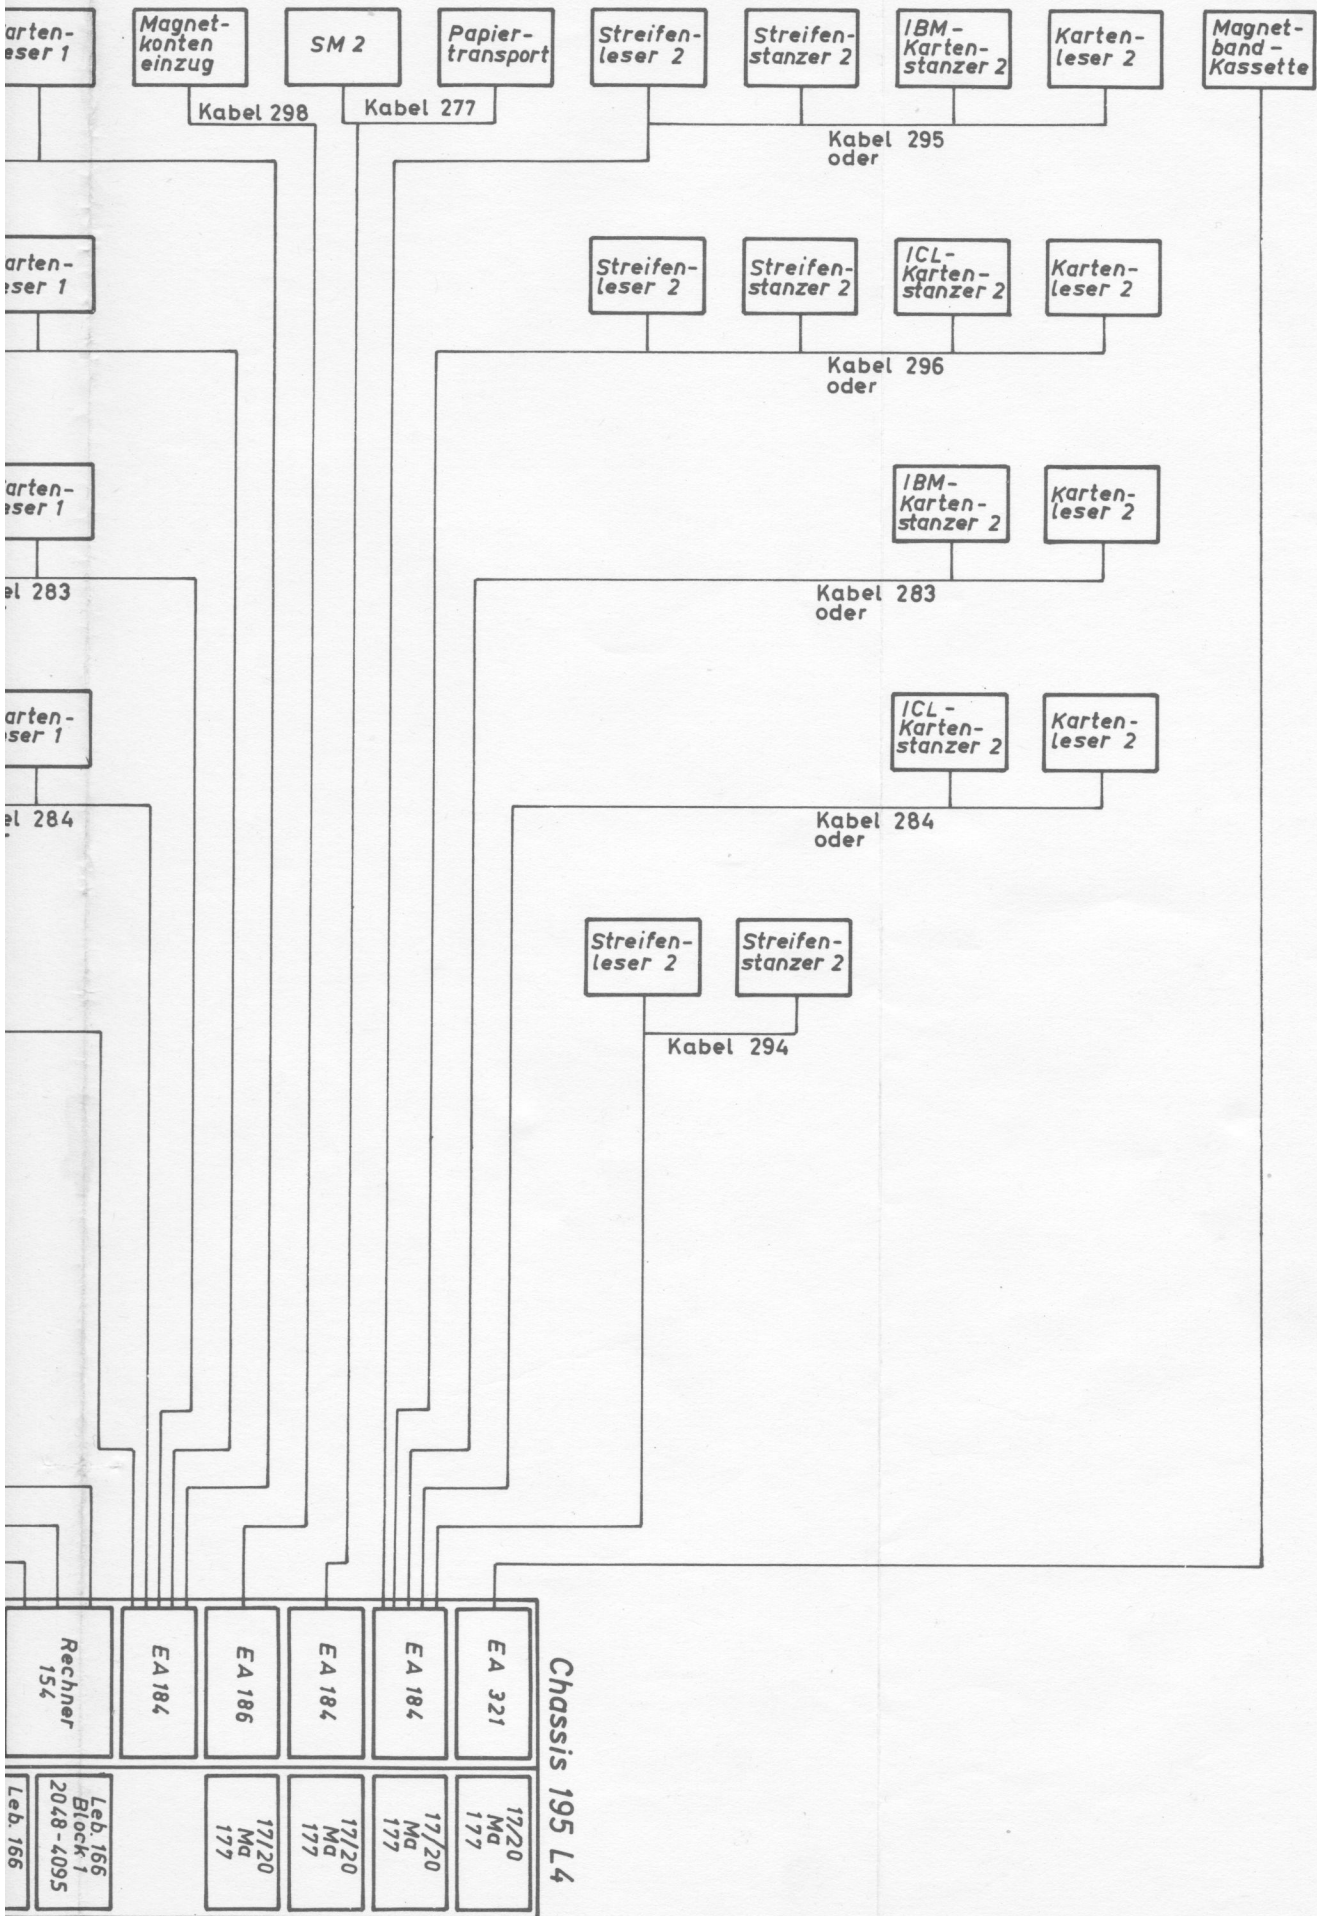 arten-
eser 1
Magnet-
konten
einzug
SM 2
Papier-
transport
Streifen-
leser 2
Streifen-
stanzer 2
IBM-
Karten-
stanzer 2
Karten-
leser 2
Magnet-
band-
Kassette
Kabel 298
Kabel 277
Kabel 295
oder
arten-
eser 1
Streifen-
leser 2
Streifen-
stanzer 2
ICL-
Karten-
stanzer 2
Karten-
leser 2
Kabel 296
oder
arten-
eser 1
IBM-
Karten-
stanzer 2
Karten-
leser 2
el 283
Kabel 283
oder
arten-
ser 1
ICL-
Karten-
stanzer 2
Karten-
leser 2
el 284
Kabel 284
oder
Streifen-
leser 2
Streifen-
stanzer 2
Kabel 294
Rechner
154
EA 184
EA 186
EA 184
EA 184
EA 321
Chassis 195 L4
Leb. 166
Leb. 166
Block 1
2048-4095
17/20
Ma
177
17/20
Ma
177
17/20
Ma
177
17/20
Ma
177